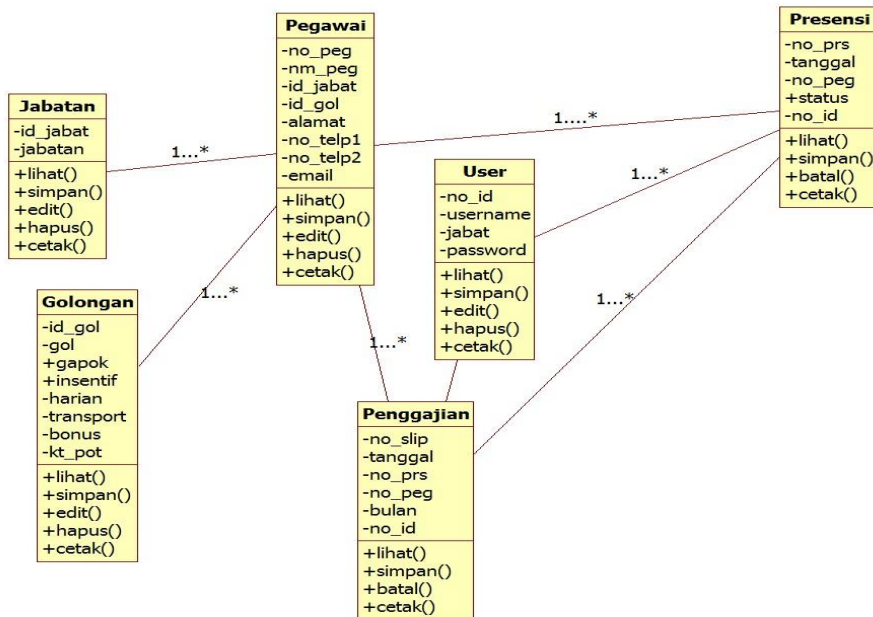 Pegawai
-no_peg
-nm_peg
-id_jabat
-id_gol
-alamat
-no_telp1
-no_telp2
-email
+lihat()
+simpan()
+edit()
+hapus()
+cetak()
Presensi
-no_prs
-tanggal
-no_peg
+status
-no_id
+lihat()
+simpan()
+batal()
+cetak()
Jabatan
-id_jabat
-jabatan
+lihat()
+simpan()
+edit()
+hapus()
+cetak()
1...*
1....*
User
-no_id
-username
-jabat
-password
+lihat()
+simpan()
+edit()
+hapus()
+cetak()
1...*
Golongan
-id_gol
-gol
+gapok
+insentif
-harian
-transport
-bonus
-kt_pot
+lihat()
+simpan()
+edit()
+hapus()
+cetak()
1...*
1...*
1...*
Penggajian
-no_slip
-tanggal
-no_prs
-no_peg
-bulan
-no_id
+lihat()
+simpan()
+batal()
+cetak()